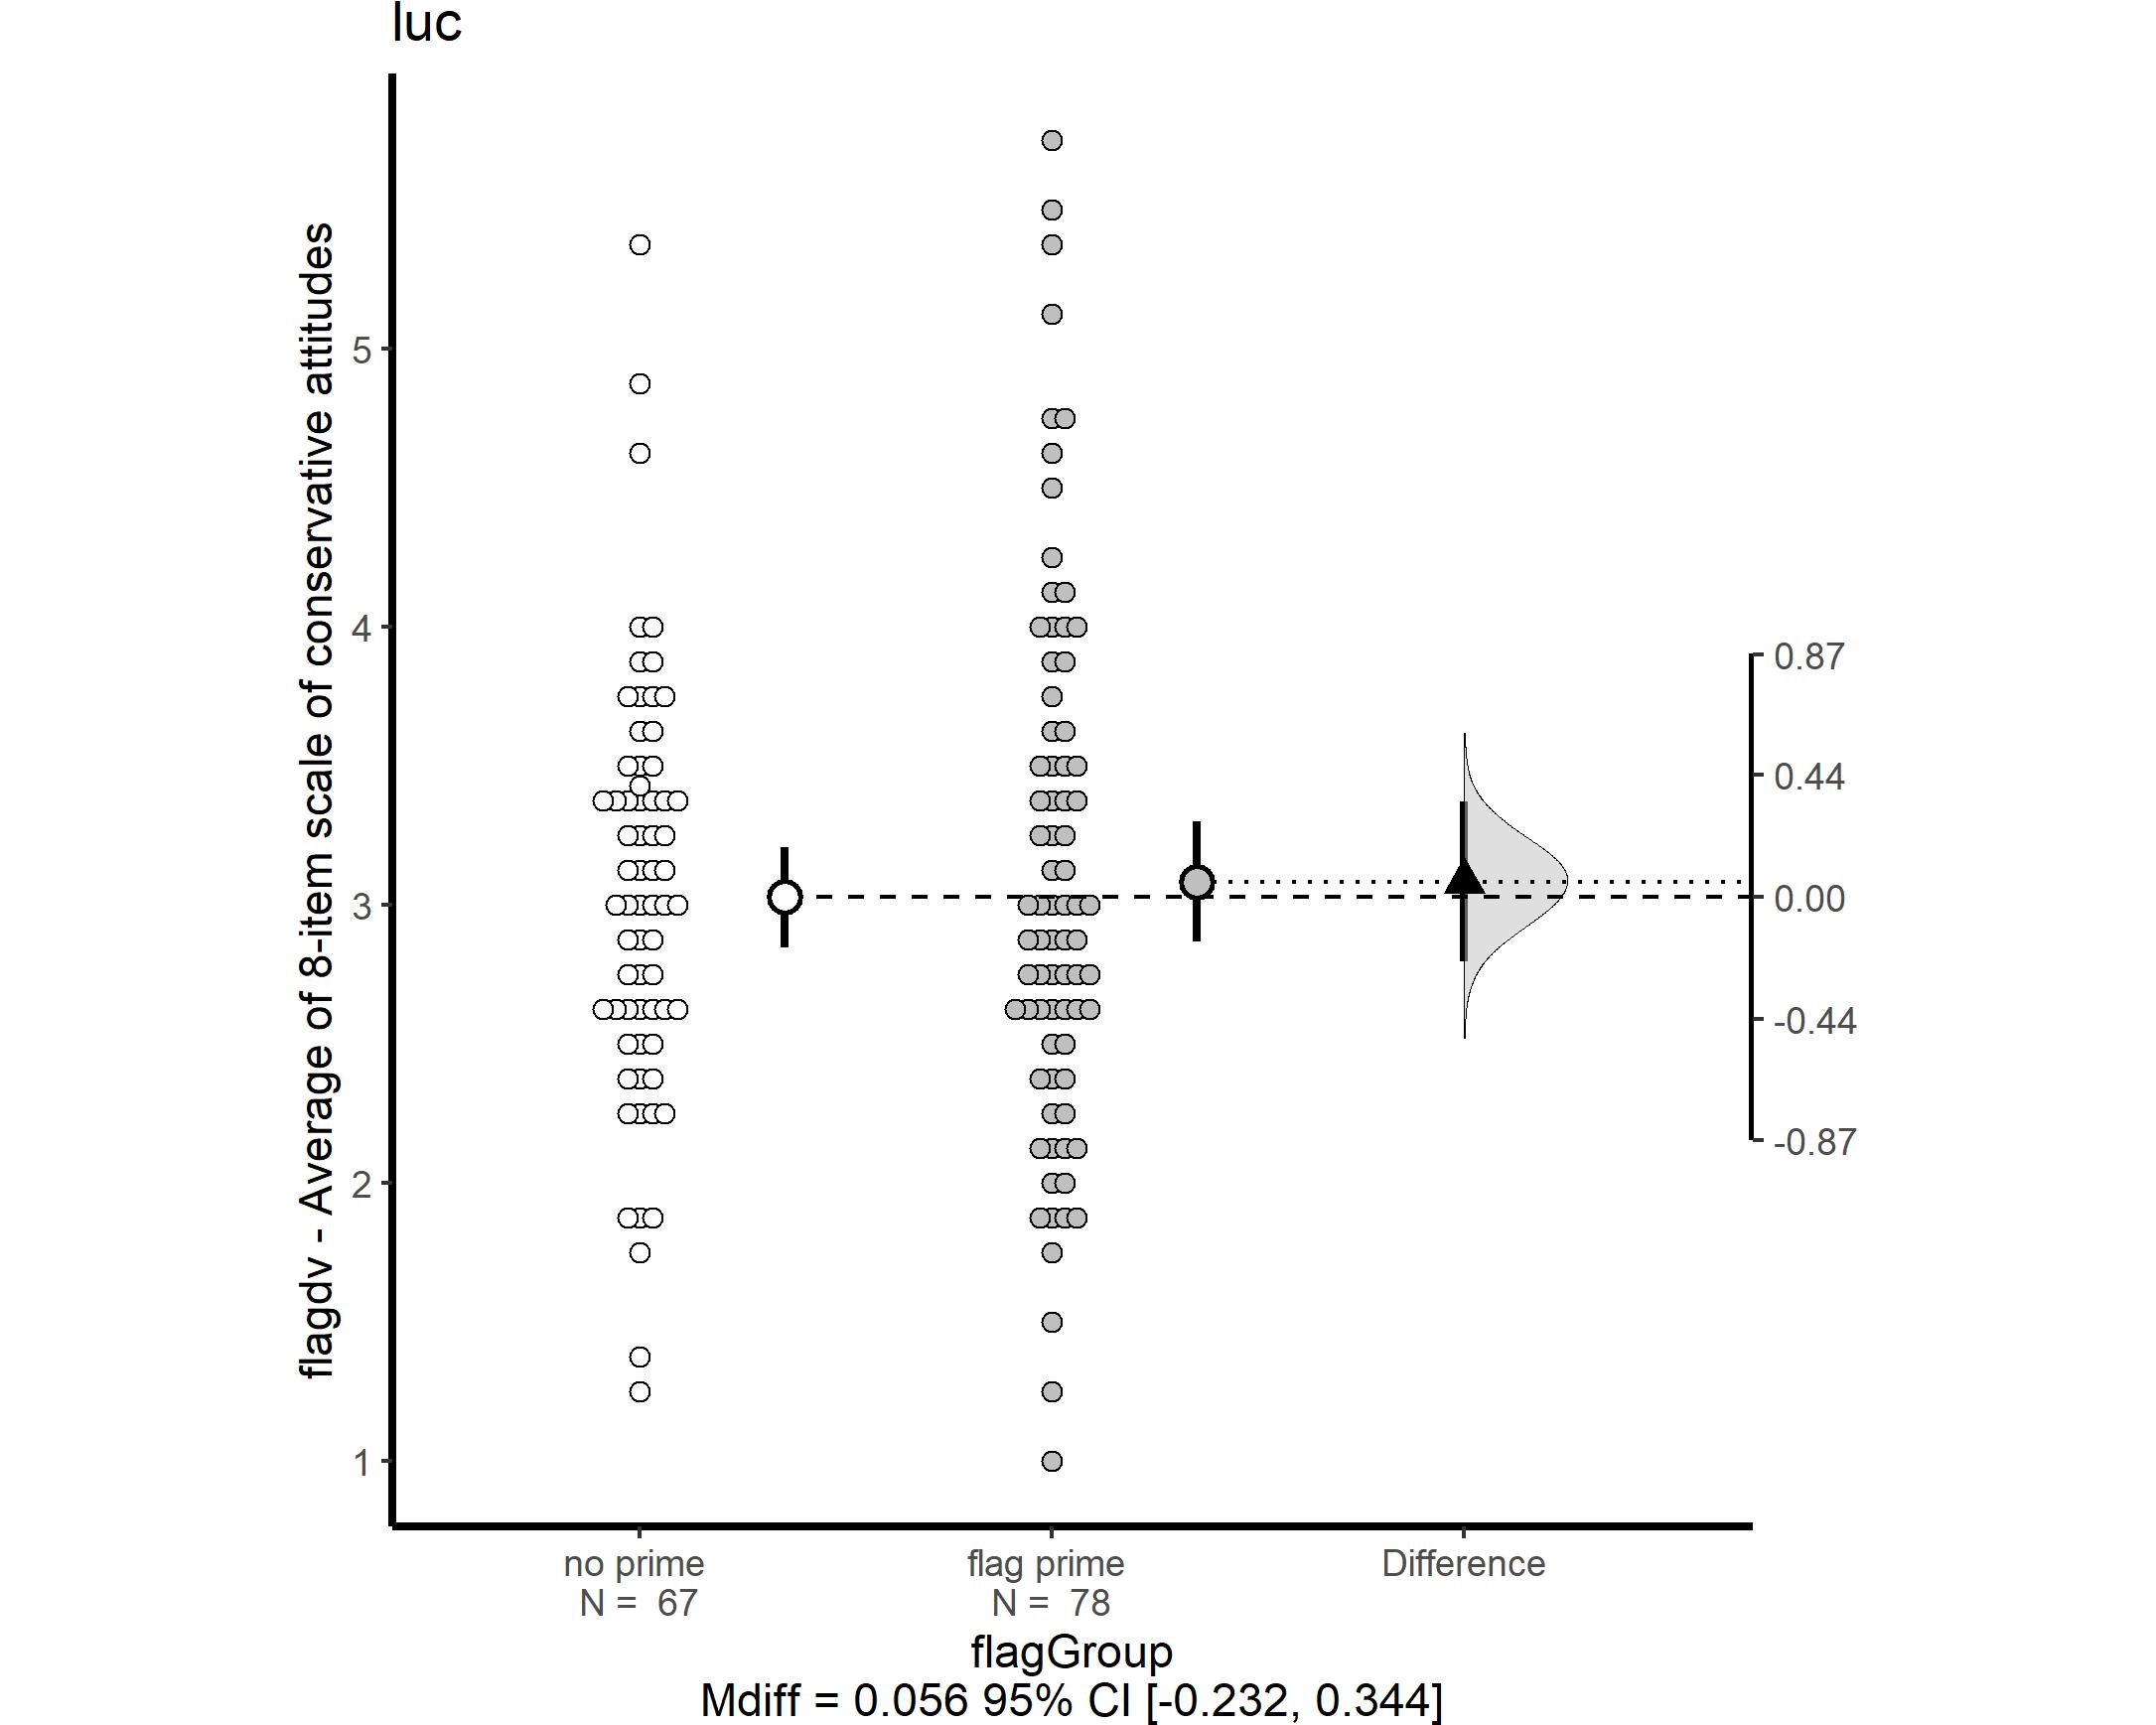 luc
flagdv - Average of 8-item scale of conservative attitudes
5
4
3
2
1
0.87
0.44
0.00
-0.44
-0.87
no prime
N =  67
flag prime
N =  78
Difference
flagGroup
Mdiff = 0.056 95% CI [-0.232, 0.344]